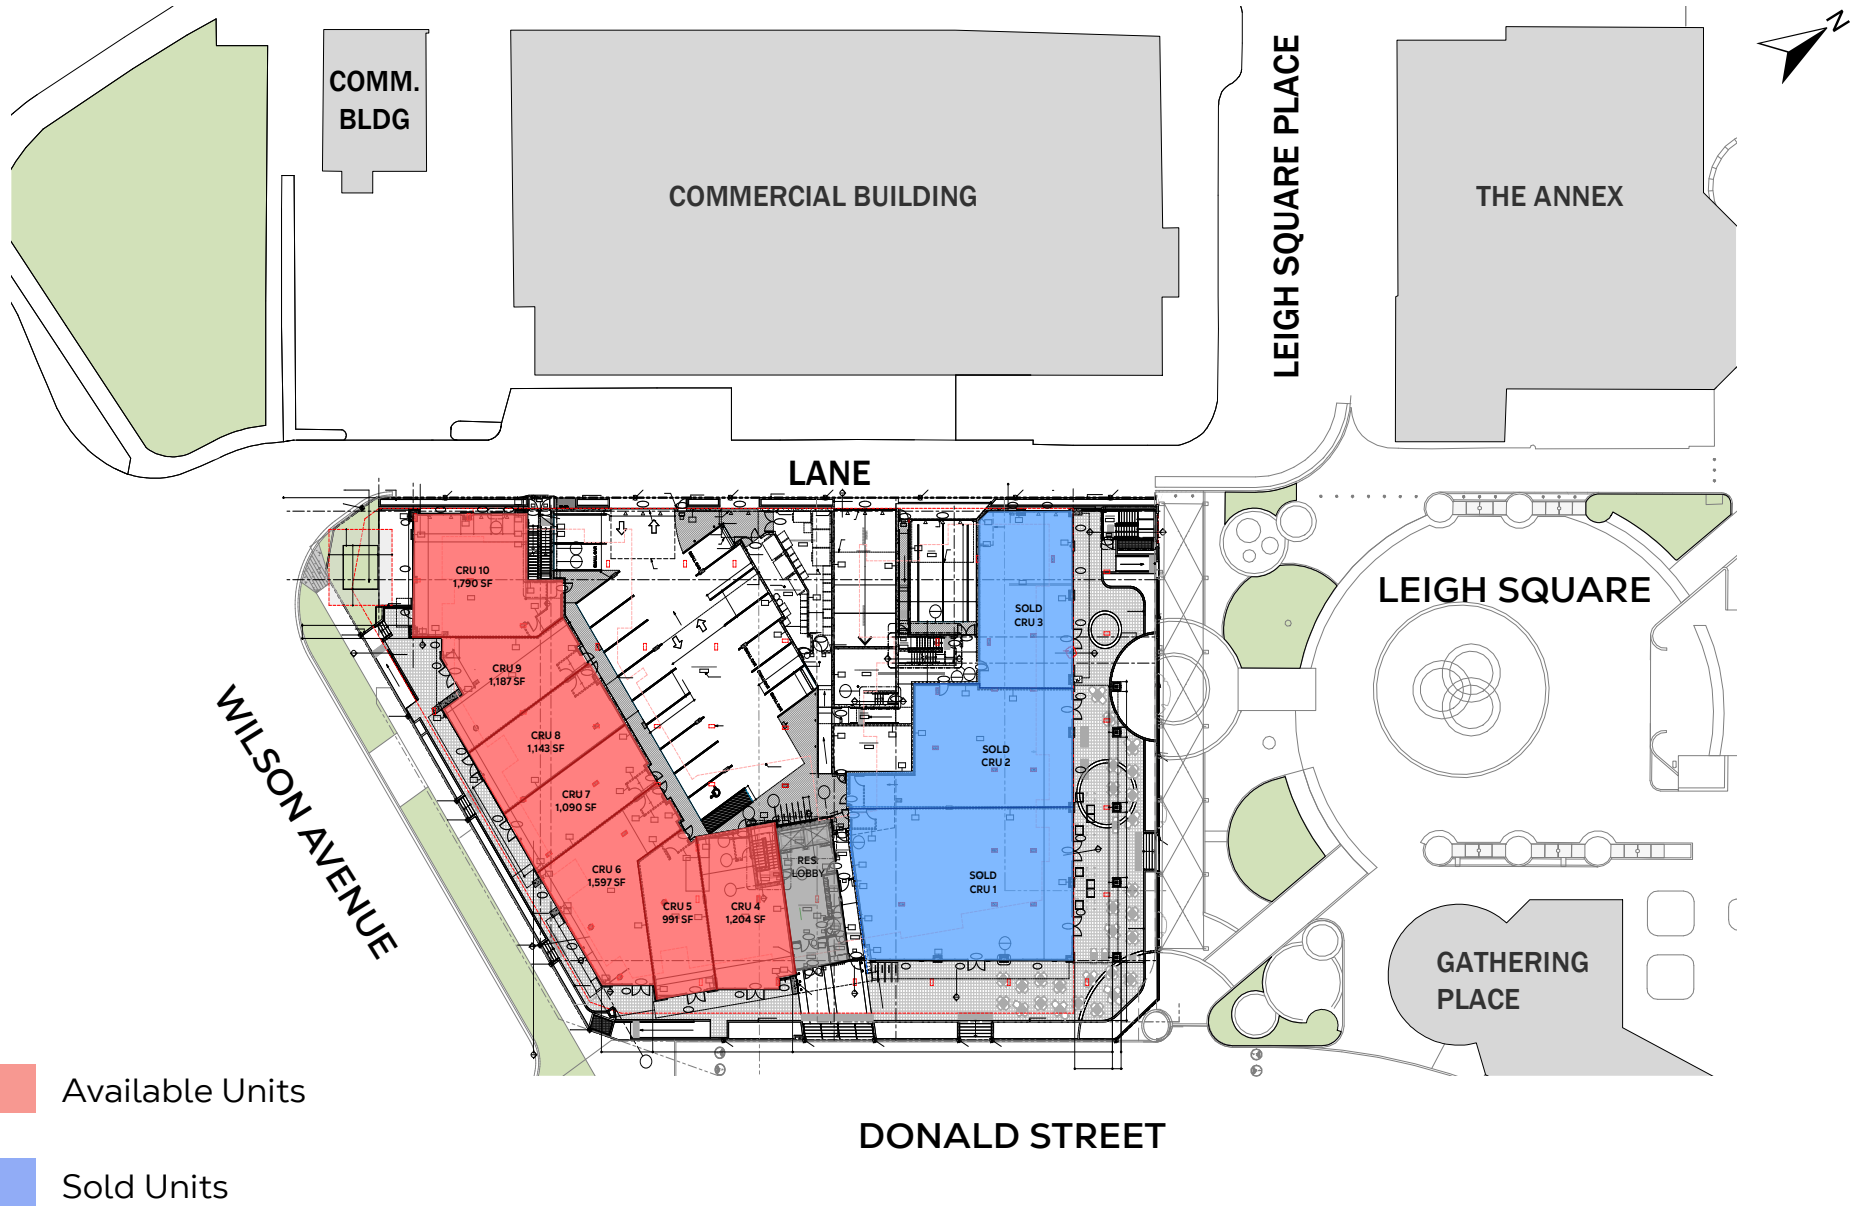 N
COMM.
BLDG
COMMERCIAL BUILDING
LEIGH SQUARE PLACE
THE ANNEX
LANE
CRU 10
1,790 SF
SOLD
CRU 3
LEIGH SQUARE
CRU 9
1,187 SF
WILSON AVENUE
CRU 8
1,143 SF
SOLD
CRU 2
CRU 7
1,090 SF
CRU 6
1,597 SF
RES.
LOBBY
SOLD
CRU 1
CRU 5
991 SF
CRU 4
1,204 SF
GATHERING
PLACE
Available Units
DONALD STREET
Sold Units